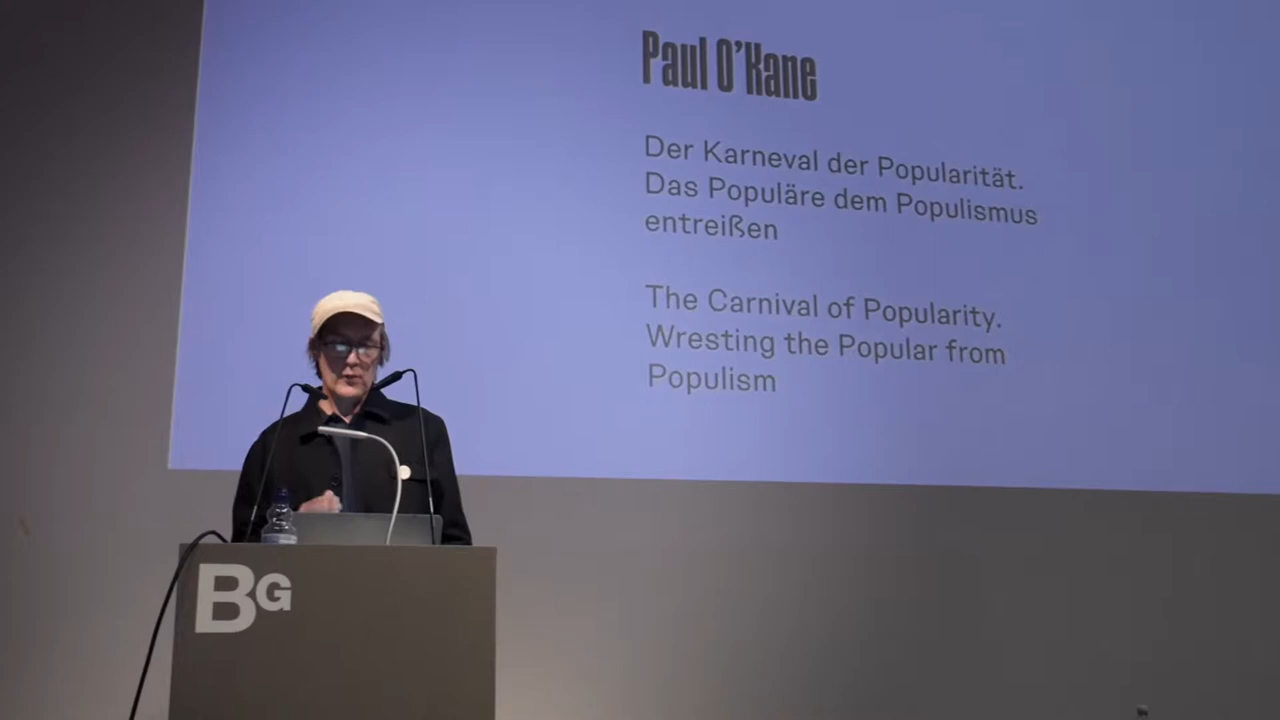 Paul O'Kane
Der Karneval der Popularität.
Das Populäre dem Populismus
entreißen
The Carnival of Popularity.
Wresting the Popular from
Populism
BG